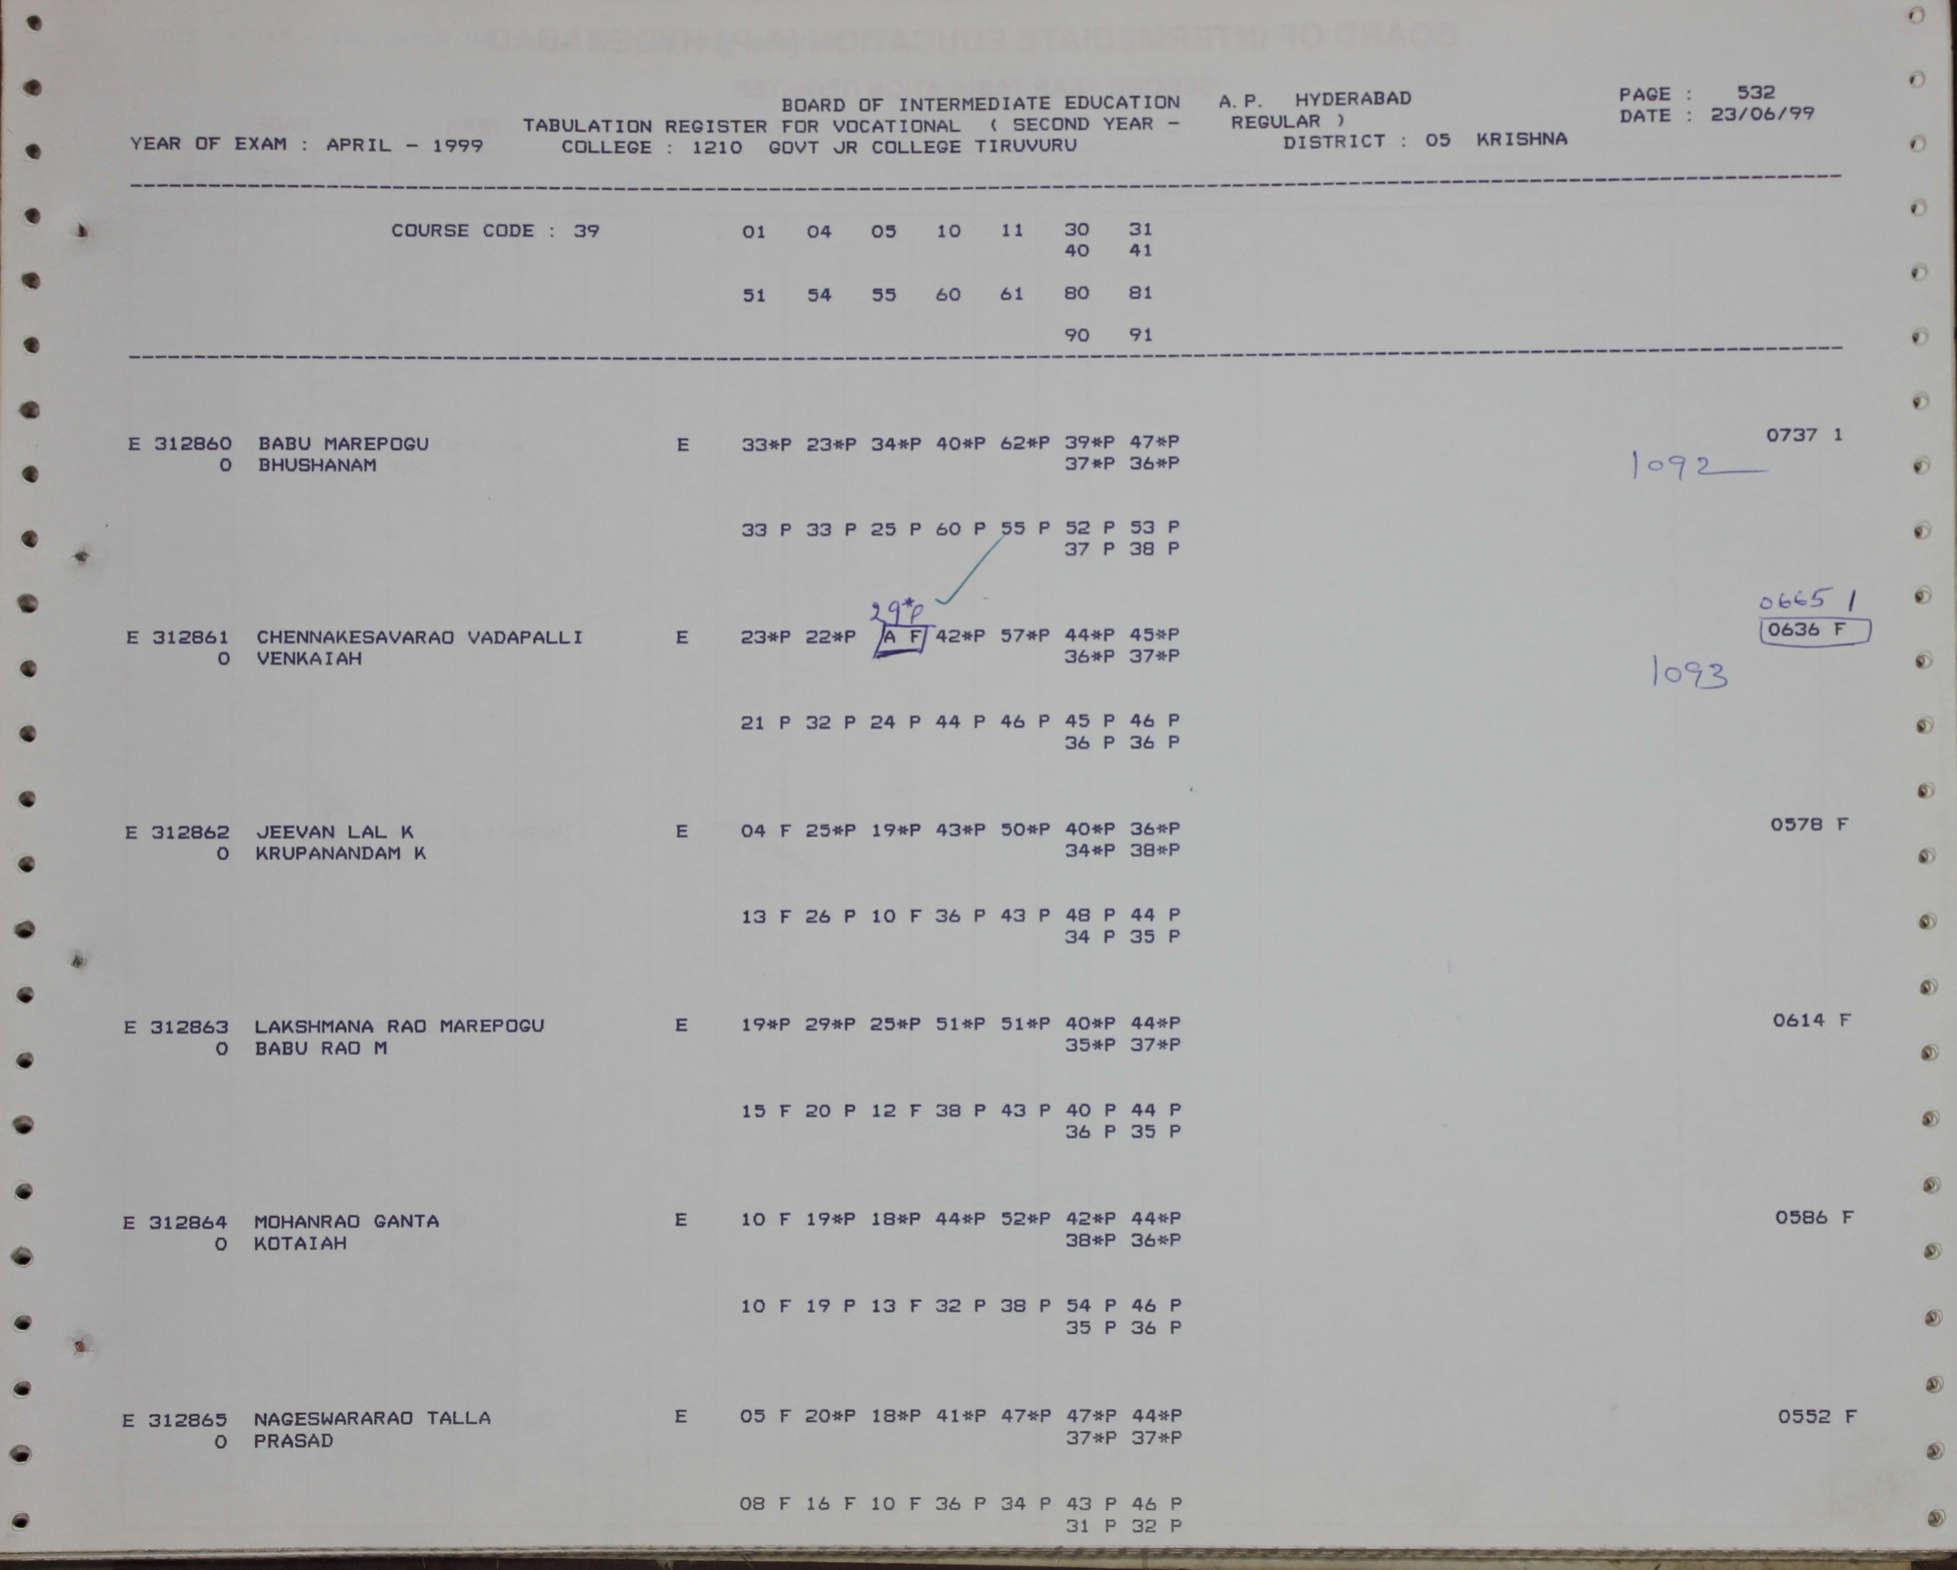 BOARD OF INTERMEDIATE EDUCATION A.P. HYDERABAD PAGE : 532
TABULATION REGISTER FOR VOCATIONAL ( SECOND YEAR - REGULAR ) DATE : 23/06/99
YEAR OF EXAM : APRIL - 1999 COLLEGE : 1210 GOVT JR COLLEGE TIRUVURU DISTRICT : 05 KRISHNA
COURSE CODE : 39 01 04 05 10 11 30 31
40 41
51 54 55 60 61 80 81
90 91
E 312860 BABU MAREPOGU E 33*P 23*P 34*P 40*P 62*P 39*P 47*P 0737 1
0 BHUSHANAM 37*P 36*P 1092
33 P 33 P 25 P 60 P 55 P 52 P 53 P
37 P 38 P
29*P 0665 1
E 312861 CHENNAKESAVARAO VADAPALLI E 23*P 22*P A F 42*P 57*P 44*P 45*P 0636 F
0 VENKAIAH 36*P 37*P 1093
21 P 32 P 24 P 44 P 46 P 45 P 46 P
36 P 36 P
E 312862 JEEVAN LAL K E 04 F 25*P 19*P 43*P 50*P 40*P 36*P 0578 F
0 KRUPANANDAM K 34*P 38*P
13 F 26 P 10 F 36 P 43 P 48 P 44 P
34 P 35 P
E 312863 LAKSHMANA RAO MAREPOGU E 19*P 29*P 25*P 51*P 51*P 40*P 44*P 0614 F
0 BABU RAO M 35*P 37*P
15 F 20 P 12 F 38 P 43 P 40 P 44 P
36 P 35 P
E 312864 MOHANRAO GANTA E 10 F 19*P 18*P 44*P 52*P 42*P 44*P 0586 F
0 KOTAIAH 38*P 36*P
10 F 19 P 13 F 32 P 38 P 54 P 46 P
35 P 36 P
E 312865 NAGESWARARAO TALLA E 05 F 20*P 18*P 41*P 47*P 47*P 44*P 0552 F
0 PRASAD 37*P 37*P
08 F 16 F 10 F 36 P 34 P 43 P 46 P
31 P 32 P